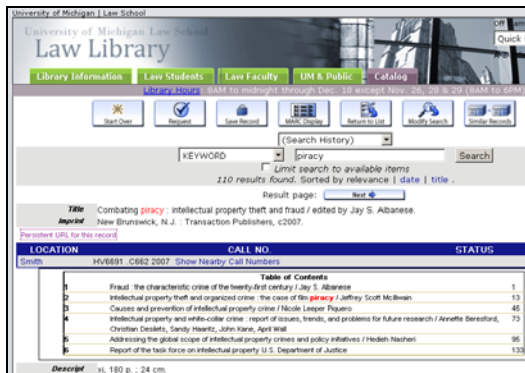 University of Michigan | Law School
University of Michigan Law School
Law Library
Quick
Library Information Law Students Law Faculty UM & Public Catalog
Library Hours: 8AM to midnight through Dec. 18 except Nov. 26, 28 & 29 (8AM to 6PM)
Start Over Request Save Record MARC Display Return to List Modify Search Similar Records
(Search History)
KEYWORD piracy Search
Limit search to available items
110 results found. Sorted by relevance | date | title .
Result page: Next
Title Combating piracy : intellectual property theft and fraud / edited by Jay S. Albanese.
Imprint New Brunswick, N.J. : Transaction Publishers, c2007.
Persistent URL for this record
LOCATION CALL NO. STATUS
Smith HV6691 .C662 2007 Show Nearby Call Numbers
Table of Contents
1 Fraud : the characteristic crime of the twenty-first century / Jay S. Albanese 1
2 Intellectual property theft and organized crime : the case of film piracy / Jeffrey Scott McIllwain 13
3 Causes and prevention of intellectual property crime / Nicole Leeper Piquero 45
4 Intellectual property and white-collar crime : report of issues, trends, and problems for future research / Annette Beresford, 73
Christian Desilets, Sandy Haantz, John Kane, April Wall
5 Addressing the global scope of intellectual property crimes and policy initiatives / Hedieh Nasheri 95
6 Report of the task force on intellectual property U.S. Department of Justice 133
Descript xi, 180 p. ; 24 cm.